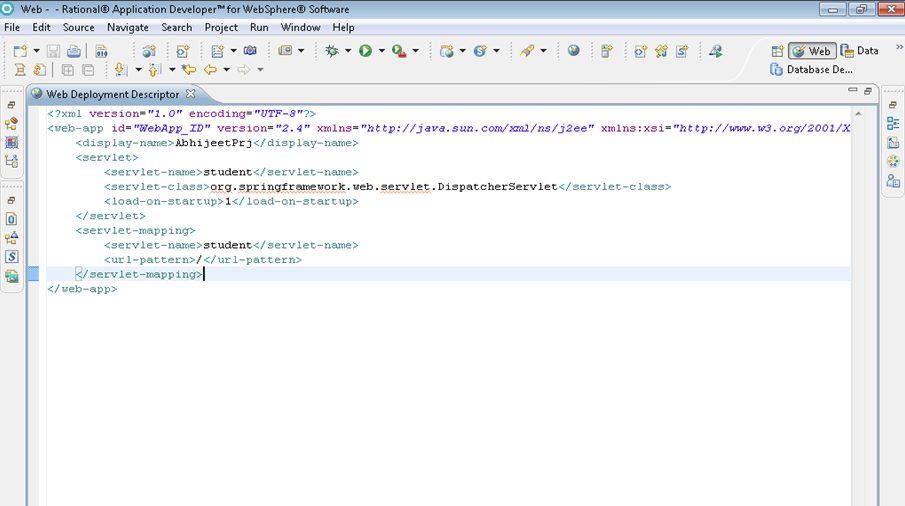 Web - - Rational® Application Developer™ for WebSphere® Software
File Edit Source Navigate Search Project Run Window Help
Web Data
Database De...
Web Deployment Descriptor
<?xml version="1.0" encoding="UTF-8"?>
<web-app id="WebApp_ID" version="2.4" xmlns="http://java.sun.com/xml/ns/j2ee" xmlns:xsi="http://www.w3.org/2001/X
<display-name>AbhijeetPrj</display-name>
<servlet>
<servlet-name>student</servlet-name>
<servlet-class>org.springframework.web.servlet.DispatcherServlet</servlet-class>
<load-on-startup>1</load-on-startup>
</servlet>
<servlet-mapping>
<servlet-name>student</servlet-name>
<url-pattern>/</url-pattern>
</servlet-mapping>
</web-app>